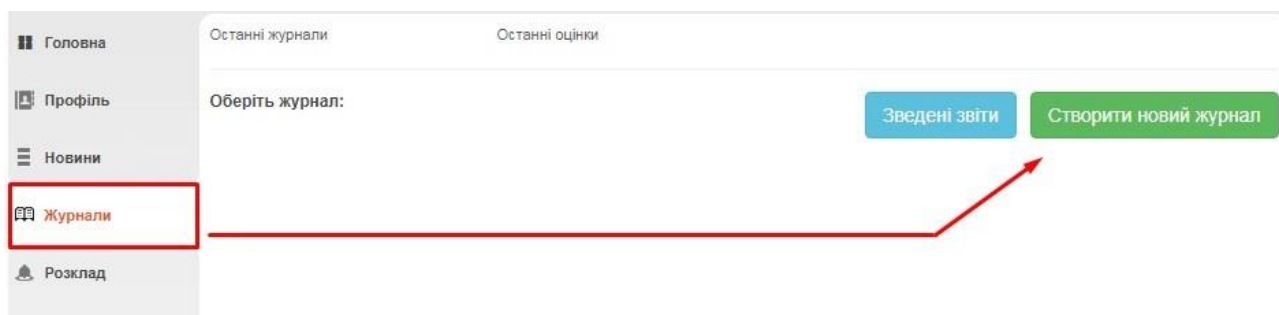 Головна
Профіль
Новини
Журнали
Розклад
Останні журнали
Останні оцінки
Оберіть журнал:
Зведені звіти
Створити новий журнал